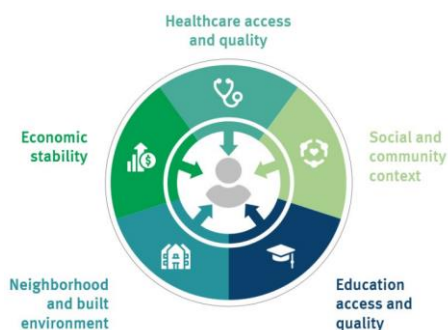 Healthcare access
and quality
Economic
stability
Social and
community
context
Neighborhood
and built
environment
Education
access and
quality
$